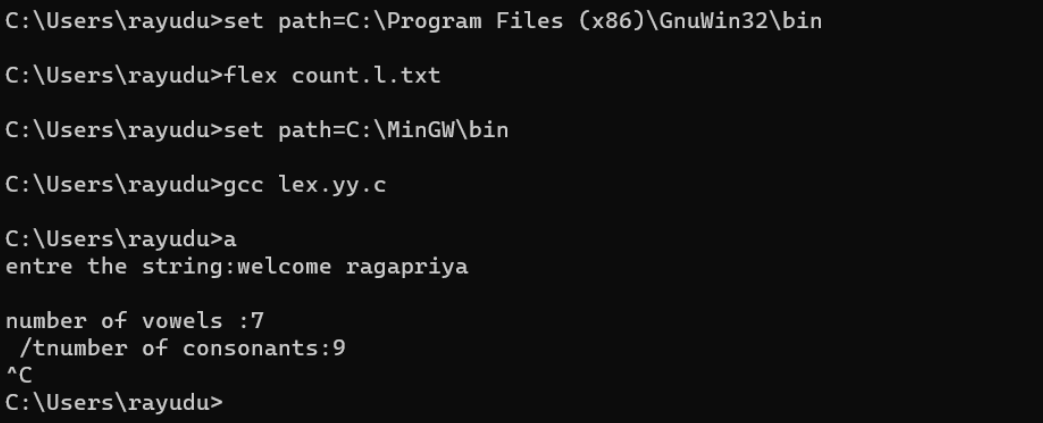 C:\Users\rayudu>set path=C:\Program Files (x86)\GnuWin32\bin
C:\Users\rayudu>flex count.l.txt
C:\Users\rayudu>set path=C:\MinGW\bin
C:\Users\rayudu>gcc lex.yy.c
C:\Users\rayudu>a
entre the string:welcome ragapriya
number of vowels :7
 /tnumber of consonants:9
^C
C:\Users\rayudu>